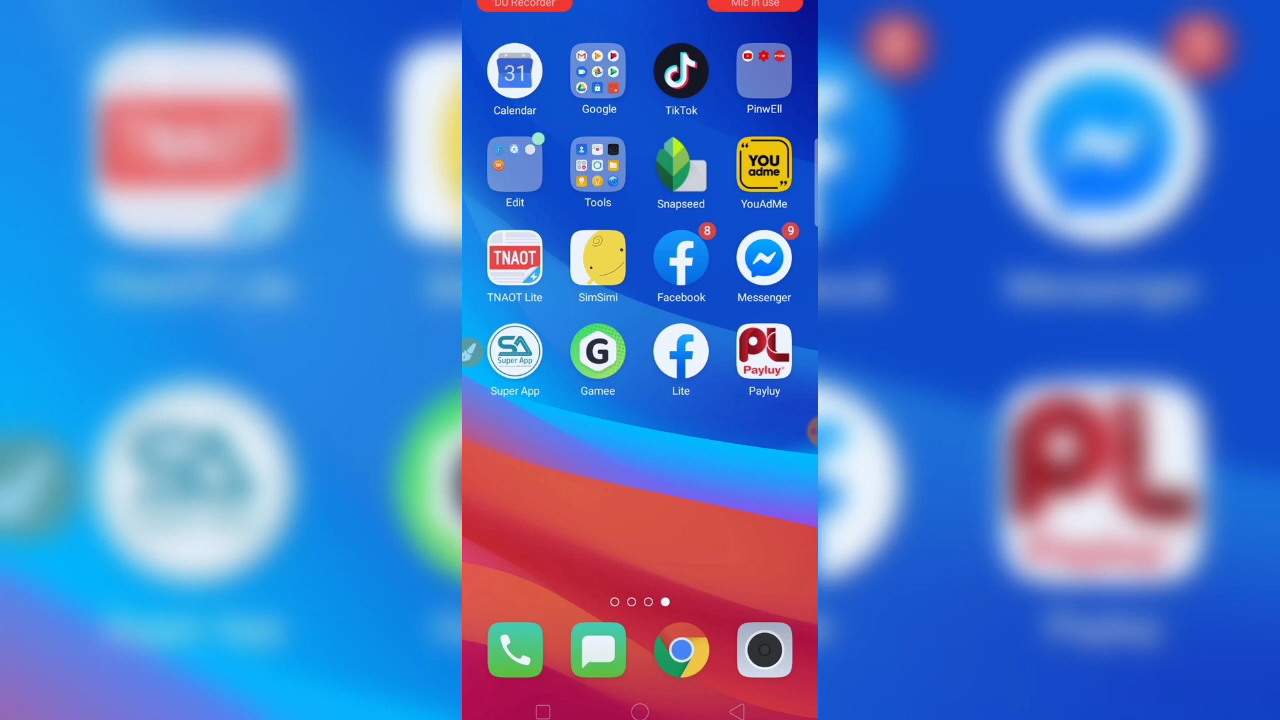 DU Recorder
Mic in use
31
Calendar
Google
TikTok
PinwEll
Edit
Tools
Snapseed
YOU
adme
YouAdMe
TNAOT
TNAOT Lite
SimSimi
8
Facebook
9
Messenger
SA
Super App
Super App
G
Gamee
Lite
PL
Payluy
Payluy